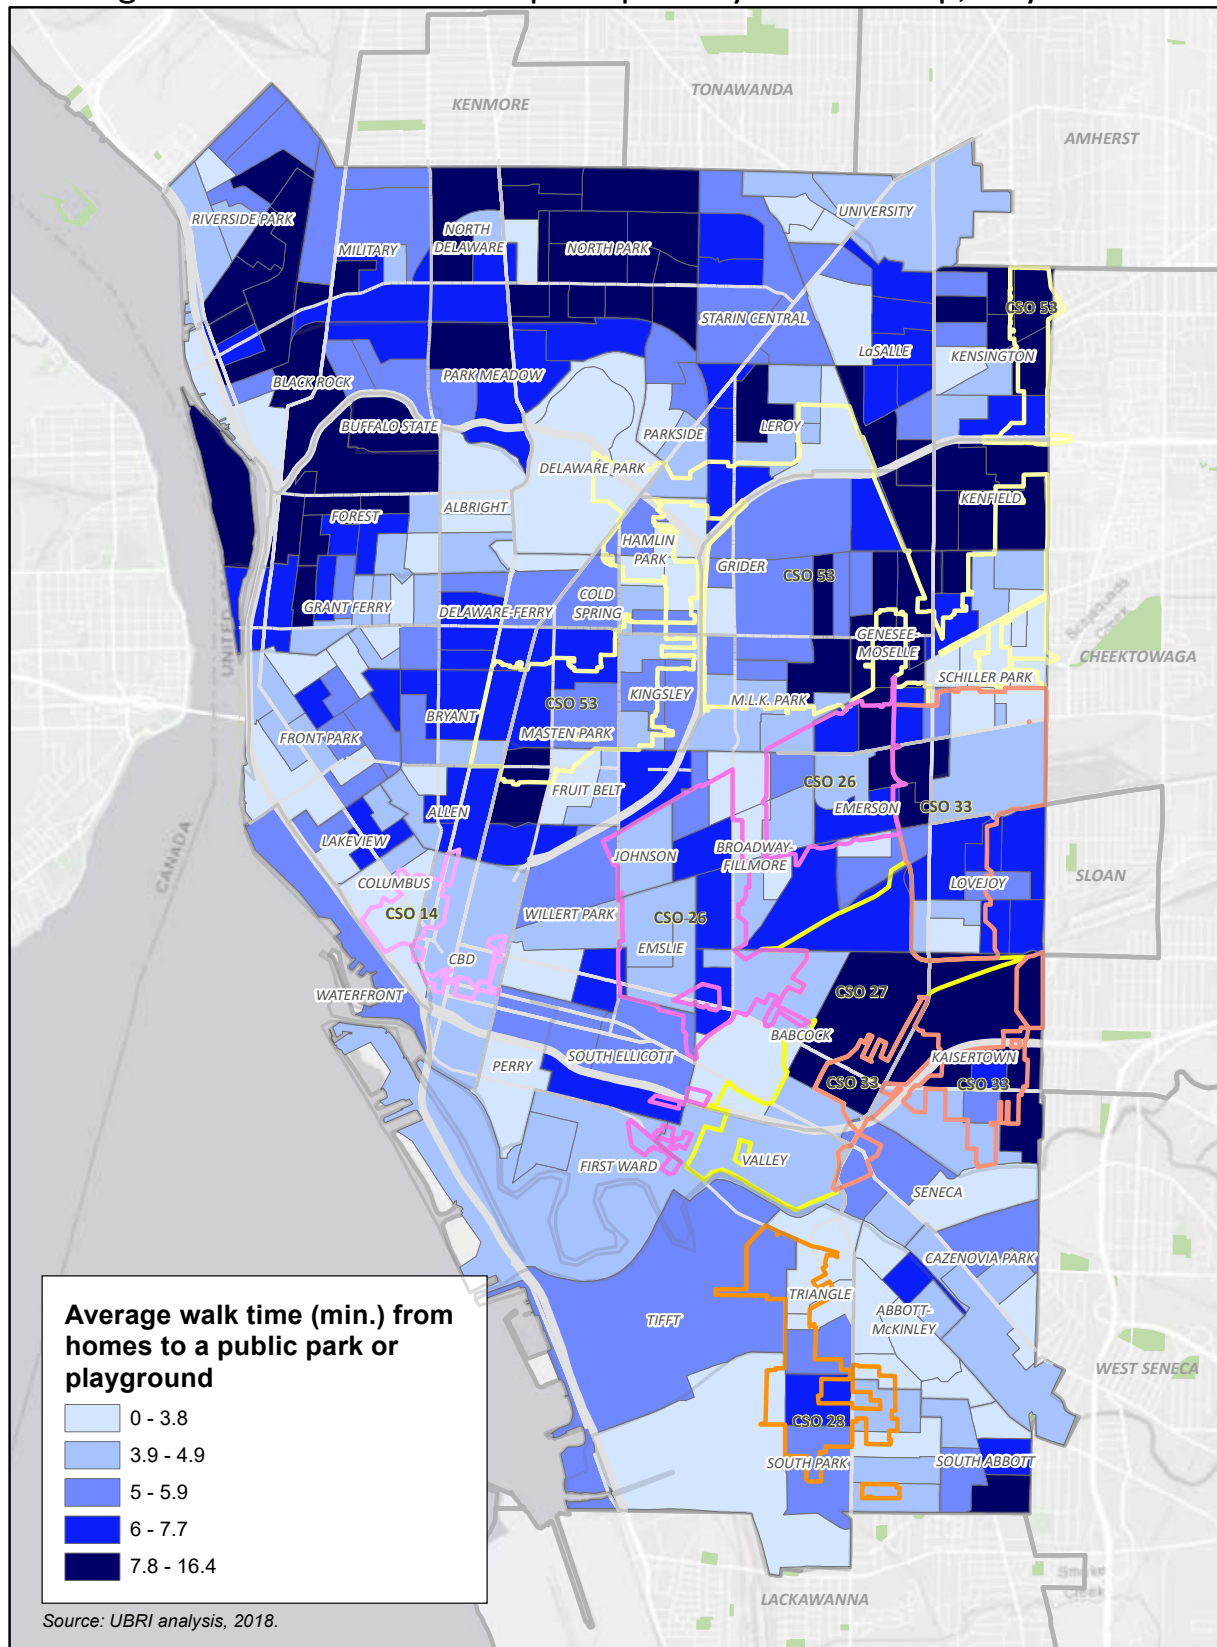 KENMORE
TONAWANDA
AMHERST
RIVERSIDE PARK
MILITARY
NORTH
DELAWARE
NORTH PARK
UNIVERSITY
STARIN CENTRAL
LaSALLE
CSO 53
KENSINGTON
BLACK ROCK
PARK MEADOW
BUFFALO STATE
PARKSIDE
LEROY
DELAWARE PARK
KENFIELD
FOREST
ALBRIGHT
HAMLIN
PARK
GRIDER
CSO 53
GRANT FERRY
DELAWARE-FERRY
COLD
SPRING
GENESEE-
MOSELLE
Scajaquada
Creek
CHEEKTOWAGA
SCHILLER PARK
KINGSLEY
M.L.K. PARK
BRYANT
CSO 53
MASTEN PARK
FRONT PARK
FRUIT BELT
CSO 26
EMERSON
CSO 33
ALLEN
LAKEVIEW
JOHNSON
BROADWAY-
FILLMORE
CANADA
COLUMBUS
CSO 14
WILLERT PARK
CSO 26
EMSLIE
LOVEJOY
SLOAN
CBD
WATERFRONT
CSO 27
BABCOCK
KAISERTOWN
PERRY
SOUTH ELLICOTT
CSO 33
CSO 33
FIRST WARD
VALLEY
SENECA
CAZENOVIA PARK
TRIANGLE
TIFFT
ABBOTT-
McKINLEY
WEST SENECA
CSO 28
SOUTH PARK
SOUTH ABBOTT
LACKAWANNA
Average walk time (min.) from
homes to a public park or
playground
0 - 3.8
3.9 - 4.9
5 - 5.9
6 - 7.7
7.8 - 16.4
Source: UBRI analysis, 2018.